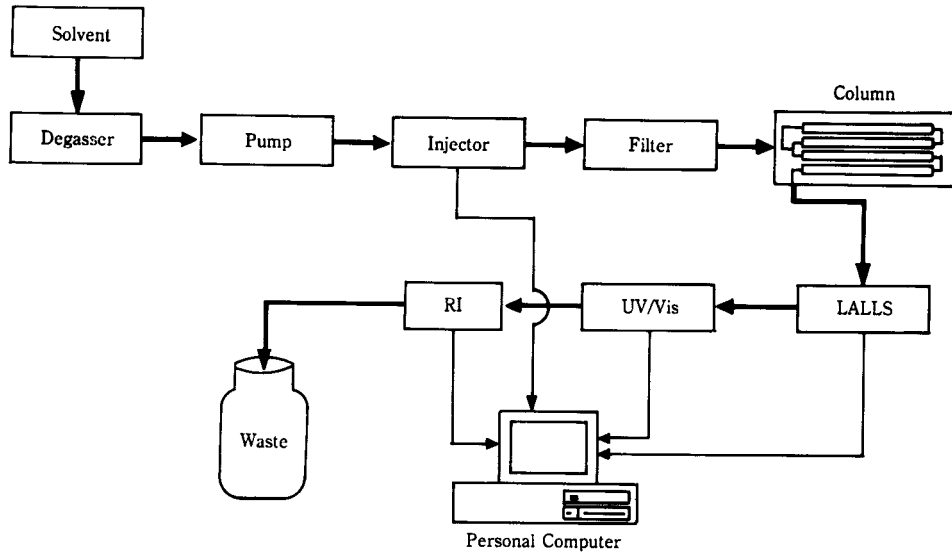 Solvent
Column
Degasser
Pump
Injector
Filter
RI
UV/Vis
LALLS
Waste
Personal Computer